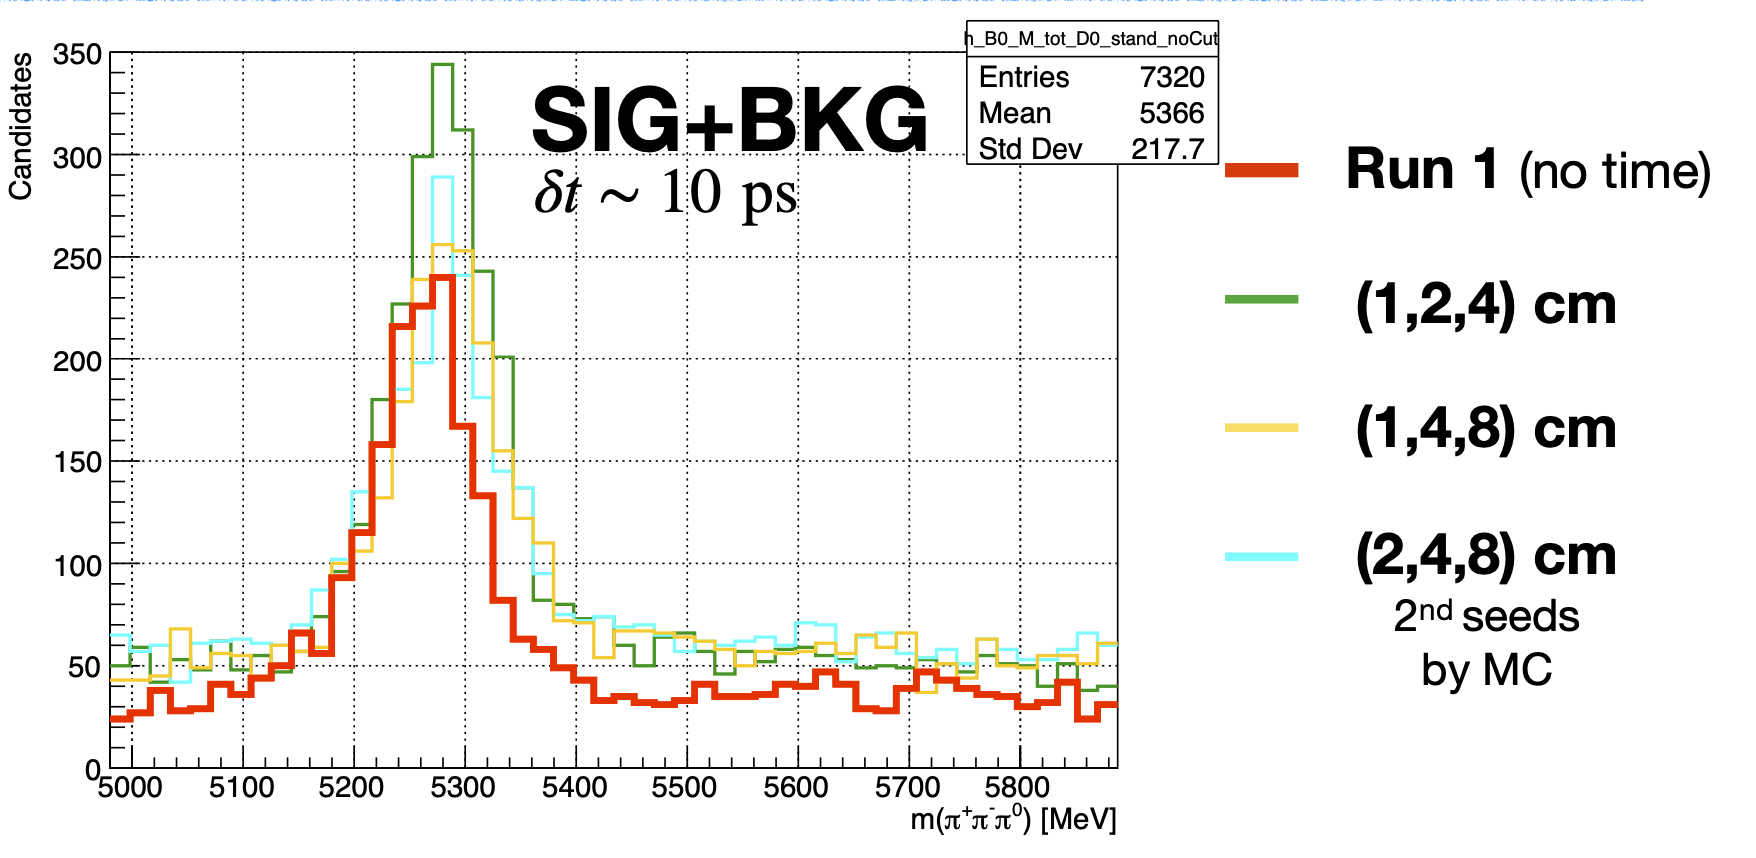 h_B0_M_tot_D0_stand_noCut
Entries 7320
Mean 5366
Std Dev 217.7
SIG+BKG
δt ~ 10 ps
Candidates
350
300
250
200
150
100
50
0
5000 5100 5200 5300 5400 5500 5600 5700 5800
m(π⁺π⁻π⁰) [MeV]
Run 1 (no time)
(1,2,4) cm
(1,4,8) cm
(2,4,8) cm
2nd seeds
by MC